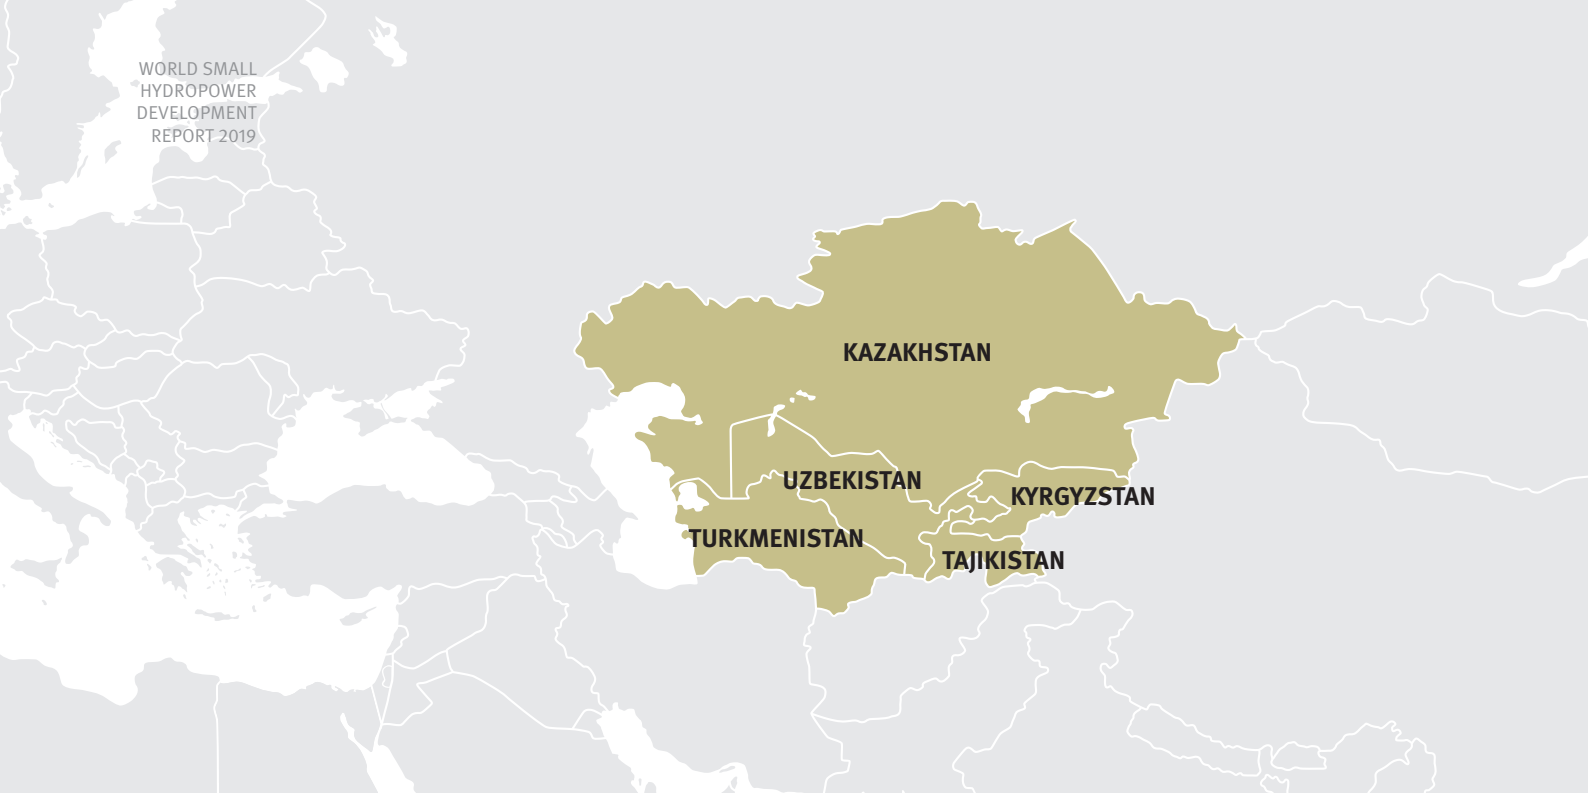 WORLD SMALL
HYDROPOWER
DEVELOPMENT
REPORT 2019
KAZAKHSTAN
UZBEKISTAN
KYRGYZSTAN
TURKMENISTAN
TAJIKISTAN